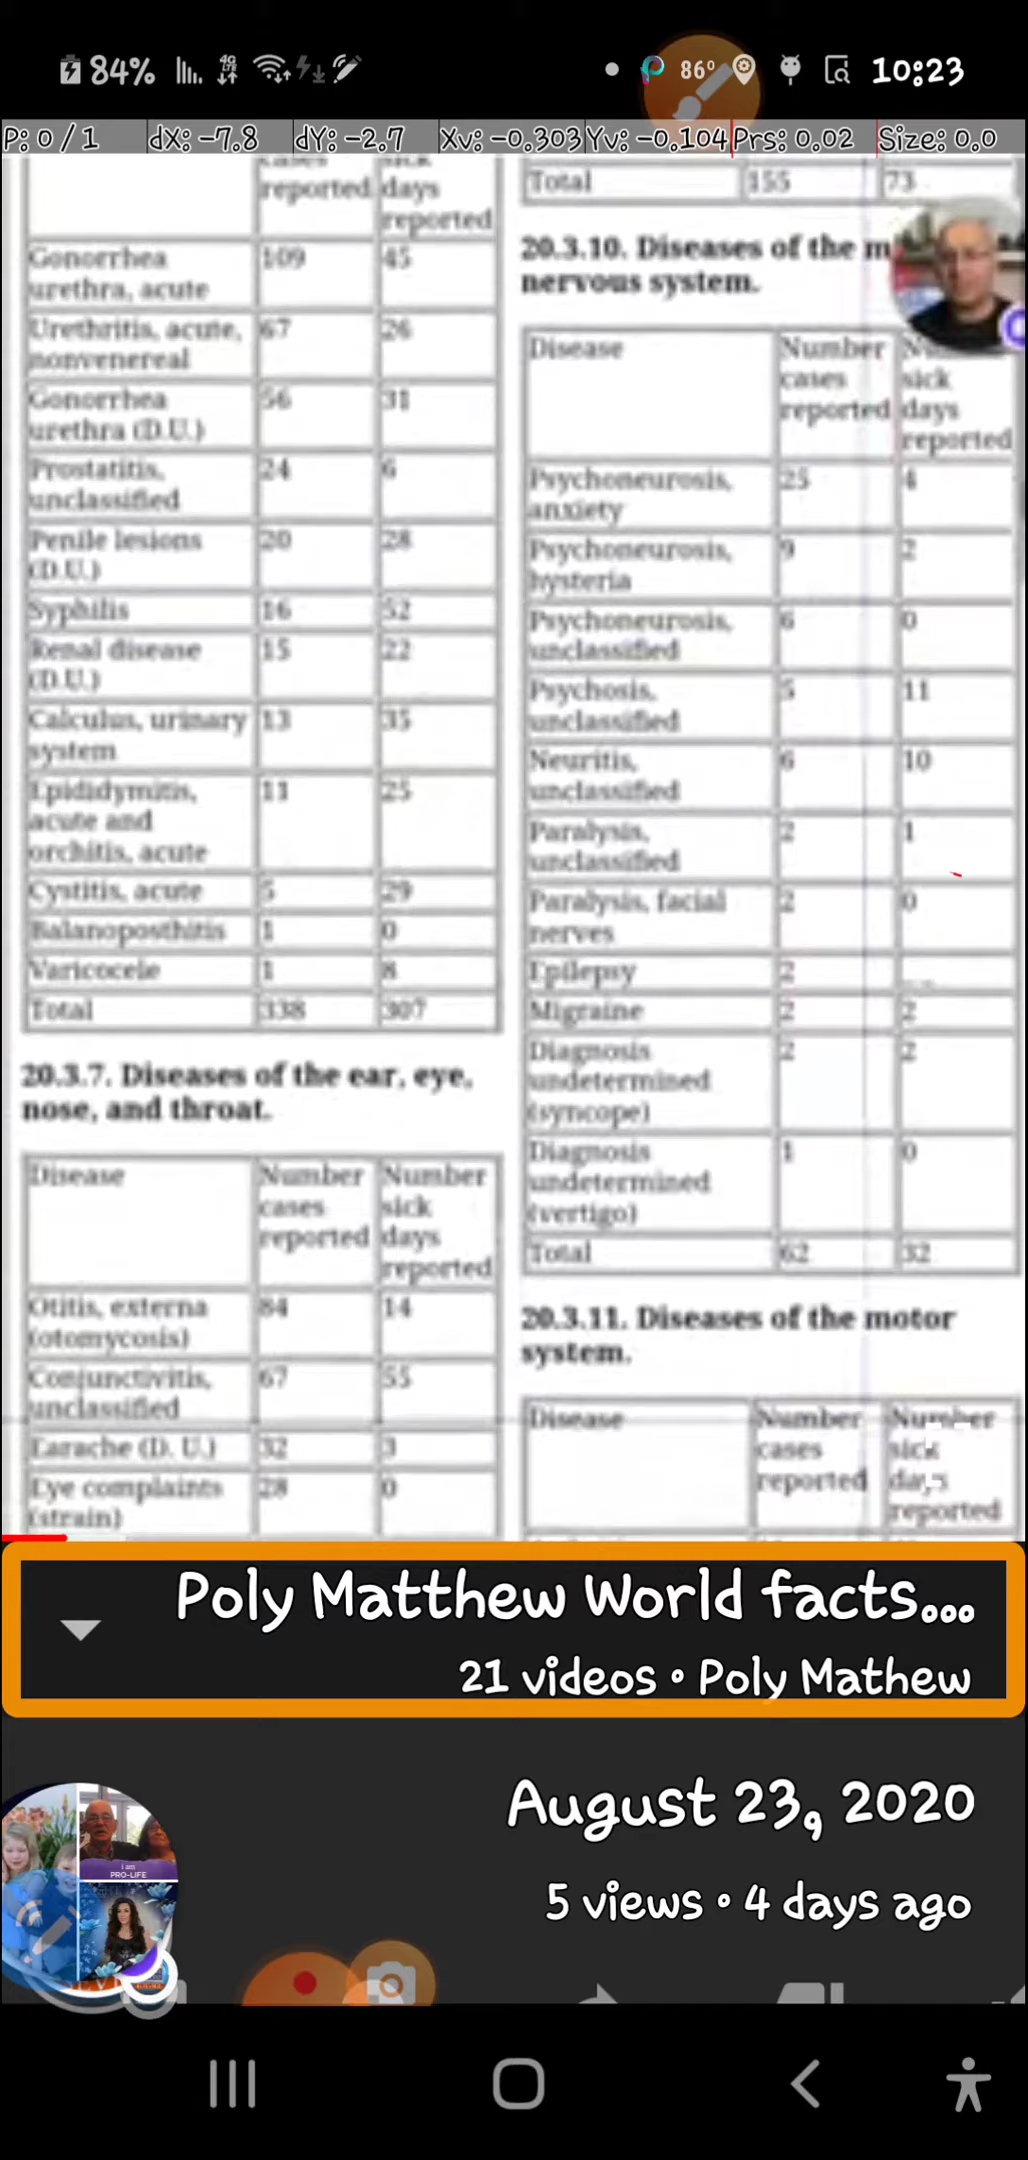 84% 4G 86° 10:23
P: 0 / 1 dX: -7.8 dY: -2.7 Xv: -0.303 Yv: -0.104 Prs: 0.02 Size: 0.0
cases sick
reported days
reported
Gonorrhea 109 45
urethra, acute
Urethritis, acute, 67 26
nonvenereal
Gonorrhea 56 31
urethra (D.U.)
Prostatitis, 24 6
unclassified
Penile lesions 20 28
(D.U.)
Syphilis 16 52
Renal disease 15 22
(D.U.)
Calculus, urinary 13 35
system
Epididymitis, 11 25
acute and
orchitis, acute
Cystitis, acute 5 29
Balanoposthitis 1 0
Varicocele 1 8
Total 338 307
20.3.7. Diseases of the ear, eye,
nose, and throat.
Disease Number Number
cases sick
reported days
reported
Otitis, externa 84 14
(otomycosis)
Conjunctivitis, 67 55
unclassified
Earache (D. U.) 32 3
Eye complaints 28 0
(strain)
Total 155 73
20.3.10. Diseases of the m
nervous system.
Disease Number
cases sick
reported days
reported
Psychoneurosis, 25 4
anxiety
Psychoneurosis, 9 2
hysteria
Psychoneurosis, 6 0
unclassified
Psychosis, 5 11
unclassified
Neuritis, 6 10
unclassified
Paralysis, 2 1
unclassified
Paralysis, facial 2 0
nerves
Epilepsy 2
Migraine 2 2
Diagnosis 2 2
undetermined
(syncope)
Diagnosis 1 0
undetermined
(vertigo)
Total 62 32
20.3.11. Diseases of the motor
system.
Disease Number Number
cases sick
reported days
reported
Poly Matthew World facts...
21 videos • Poly Mathew
August 23, 2020
5 views • 4 days ago
i am
PRO-LIFE